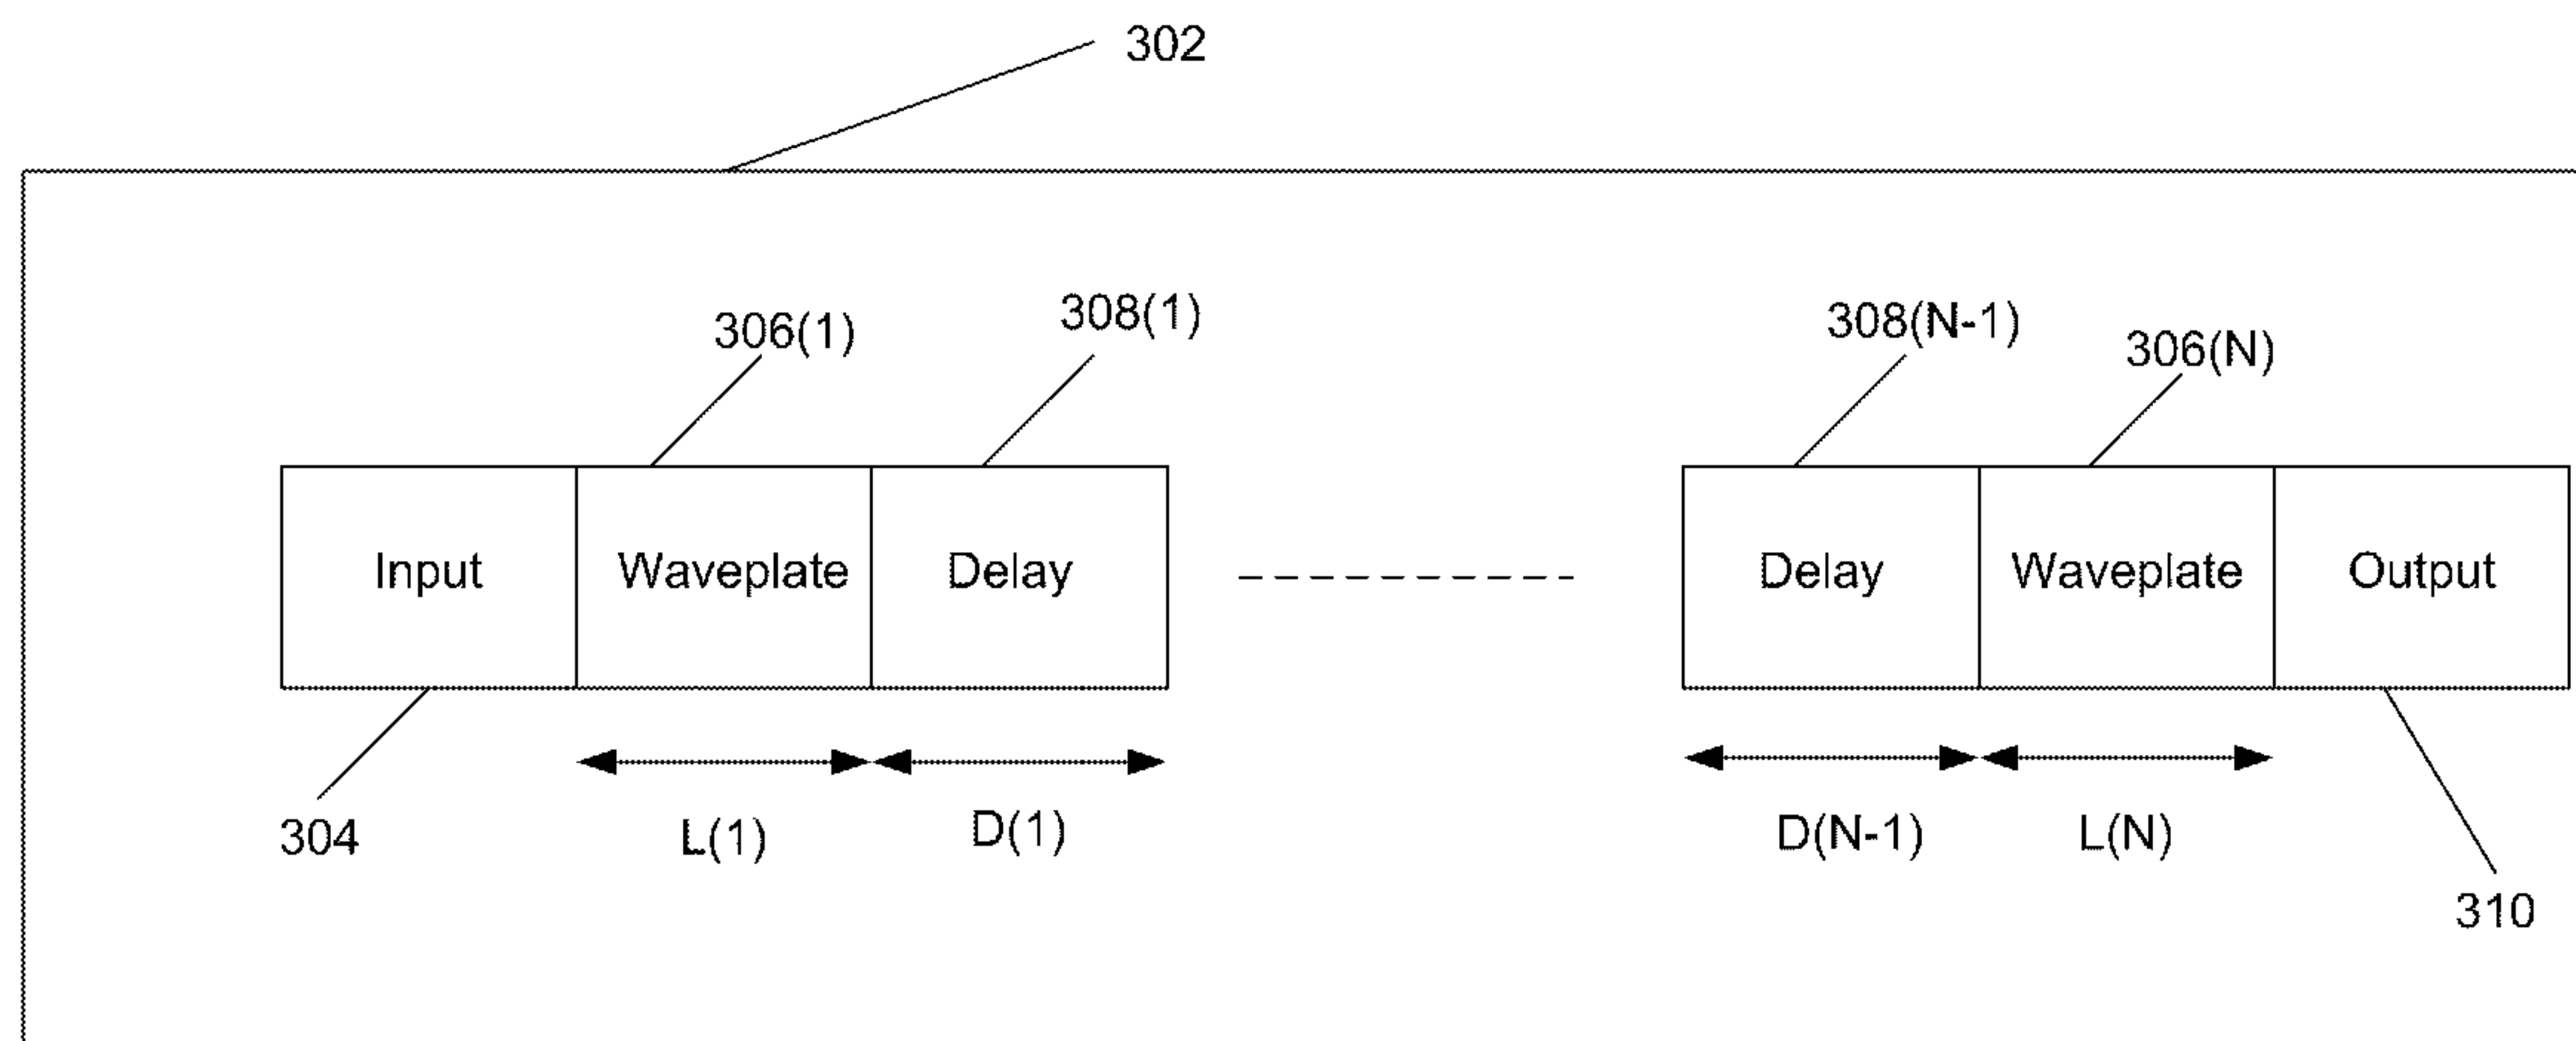 302
306(1)
308(1)
308(N-1)
306(N)
Input
Waveplate
Delay
Delay
Waveplate
Output
304
L(1)
D(1)
D(N-1)
L(N)
310